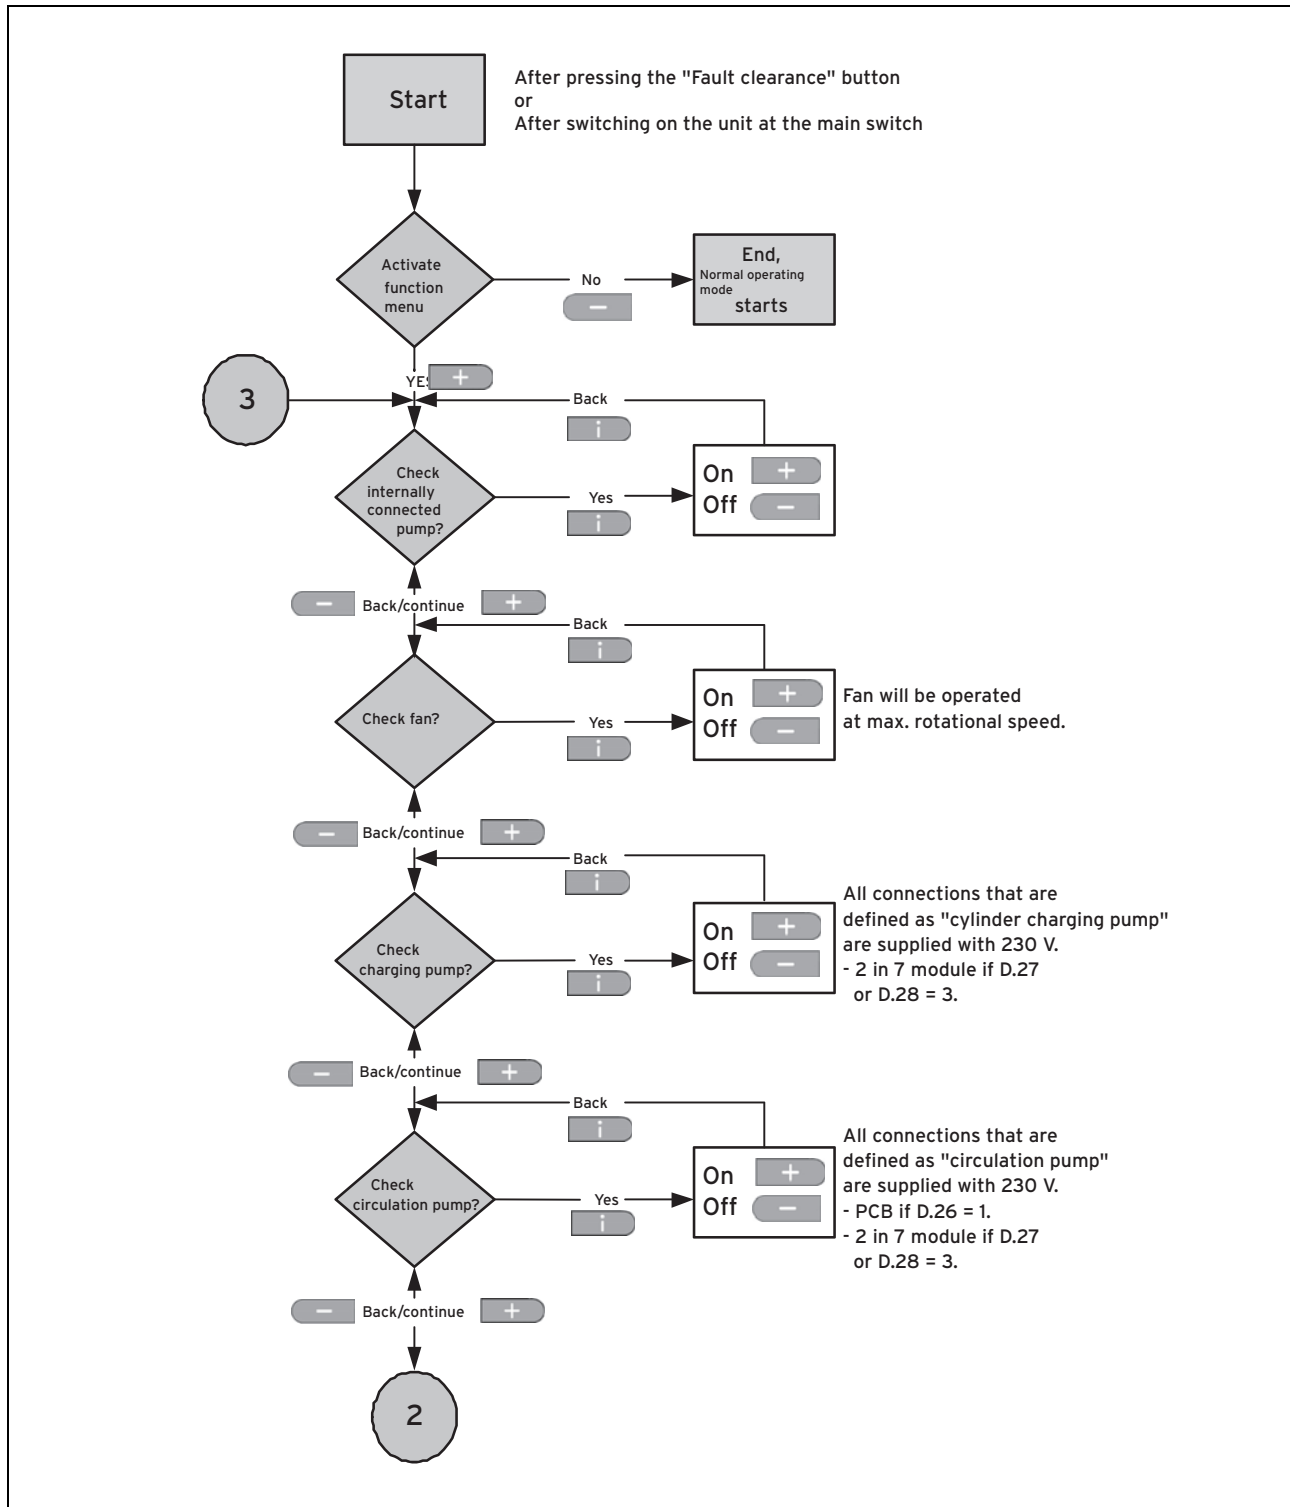 Start
After pressing the "Fault clearance" button
or
After switching on the unit at the main switch
Activate
function
menu
No
−
End,
Normal operating
mode
starts
YES
+
3
Back
i
Check
internally
connected
pump?
Yes
i
On +
Off −
− Back/continue +
Back
i
Check fan?
Yes
i
On +
Off −
Fan will be operated
at max. rotational speed.
− Back/continue +
Back
i
Check
charging pump?
Yes
i
On +
Off −
All connections that are
defined as "cylinder charging pump"
are supplied with 230 V.
- 2 in 7 module if D.27
or D.28 = 3.
− Back/continue +
Back
i
Check
circulation pump?
Yes
i
On +
Off −
All connections that are
defined as "circulation pump"
are supplied with 230 V.
- PCB if D.26 = 1.
- 2 in 7 module if D.27
or D.28 = 3.
− Back/continue +
2